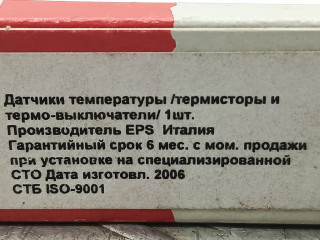 Датчики температуры /термисторы и
термо-выключатели/ 1шт.
Производитель EPS Италия
Гарантийный срок 6 мес. с мом. продажи
при установке на специализированной
СТО Дата изготовл. 2006
СТБ ISO-9001